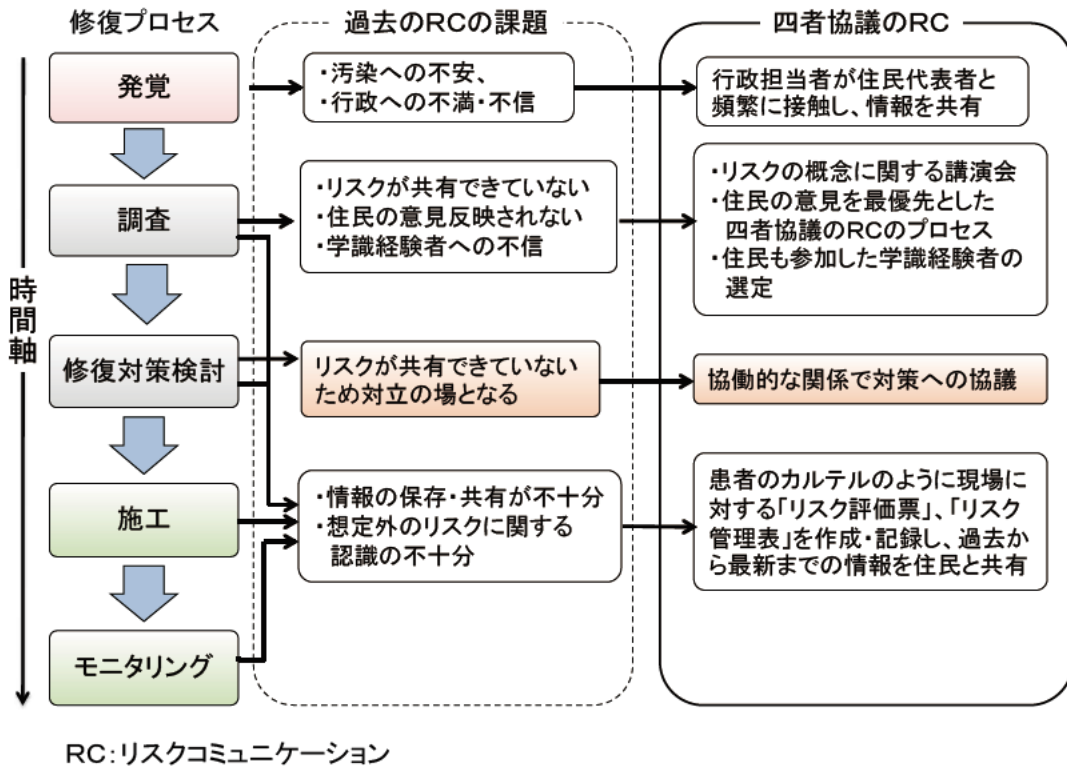 修復プロセス
過去のRCの課題
四者協議のRC
時間軸
発覚
・汚染への不安、
・行政への不満・不信
行政担当者が住民代表者と
頻繁に接触し、情報を共有
調査
・リスクが共有できていない
・住民の意見反映されない
・学識経験者への不信
・リスクの概念に関する講演会
・住民の意見を最優先とした
四者協議のRCのプロセス
・住民も参加した学識経験者の
選定
修復対策検討
リスクが共有できていない
ため対立の場となる
協働的な関係で対策への協議
施工
・情報の保存・共有が不十分
・想定外のリスクに関する
認識の不十分
患者のカルテルのように現場に
対する「リスク評価票」、「リスク
管理表」を作成・記録し、過去か
ら最新までの情報を住民と共有
モニタリング
RC:リスクコミュニケーション